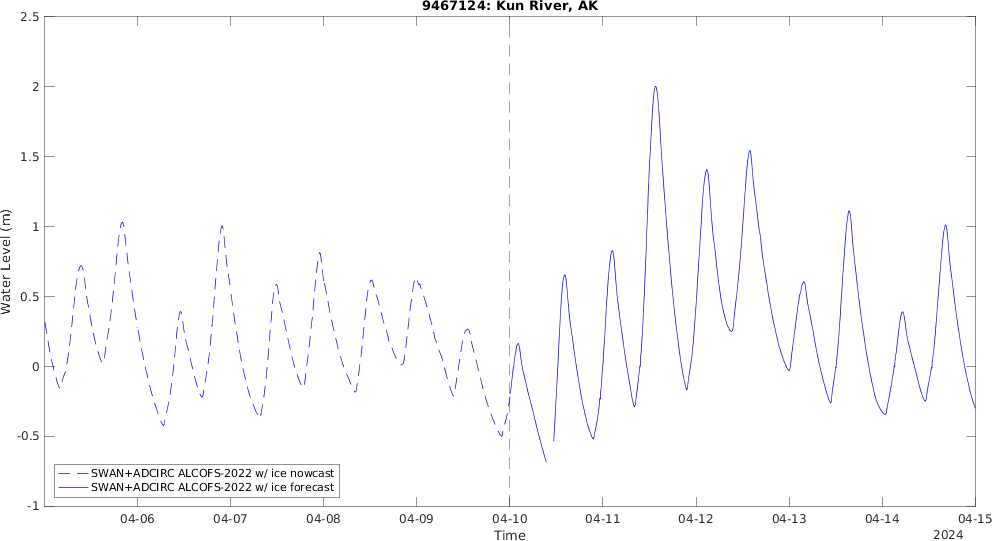 9467124: Kun River, AK
2.5
2
1.5
1
0.5
0
-0.5
-1
Water Level (m)
SWAN+ADCIRC ALCOFS-2022 w/ ice nowcast
SWAN+ADCIRC ALCOFS-2022 w/ ice forecast
04-06 04-07 04-08 04-09 04-10 04-11 04-12 04-13 04-14 04-15
Time
2024